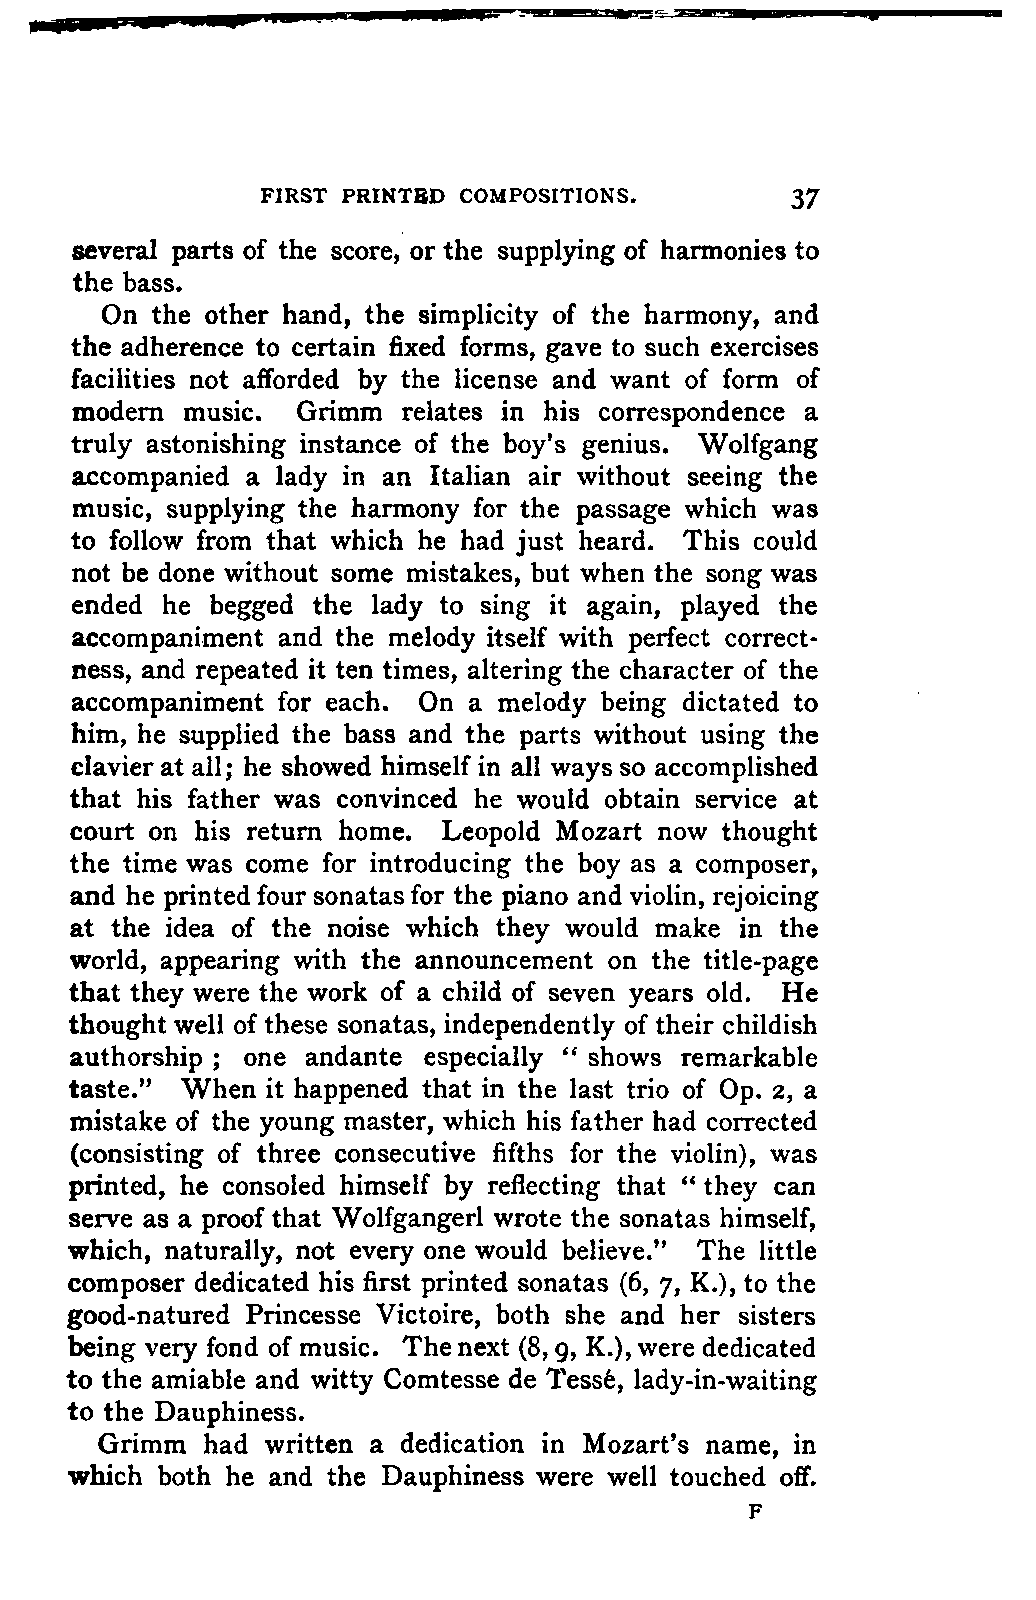 FIRST PRINTED COMPOSITIONS. 37
several parts of the score, or the supplying of harmonies to
the bass.
On the other hand, the simplicity of the harmony, and
the adherence to certain fixed forms, gave to such exercises
facilities not afforded by the license and want of form of
modern music. Grimm relates in his correspondence a
truly astonishing instance of the boy's genius. Wolfgang
accompanied a lady in an Italian air without seeing the
music, supplying the harmony for the passage which was
to follow from that which he had just heard. This could
not be done without some mistakes, but when the song was
ended he begged the lady to sing it again, played the
accompaniment and the melody itself with perfect correct-
ness, and repeated it ten times, altering the character of the
accompaniment for each. On a melody being dictated to
him, he supplied the bass and the parts without using the
clavier at all; he showed himself in all ways so accomplished
that his father was convinced he would obtain service at
court on his return home. Leopold Mozart now thought
the time was come for introducing the boy as a composer,
and he printed four sonatas for the piano and violin, rejoicing
at the idea of the noise which they would make in the
world, appearing with the announcement on the title-page
that they were the work of a child of seven years old. He
thought well of these sonatas, independently of their childish
authorship ; one andante especially " shows remarkable
taste." When it happened that in the last trio of Op. 2, a
mistake of the young master, which his father had corrected
(consisting of three consecutive fifths for the violin), was
printed, he consoled himself by reflecting that " they can
serve as a proof that Wolfgangerl wrote the sonatas himself,
which, naturally, not every one would believe." The little
composer dedicated his first printed sonatas (6, 7, K.), to the
good-natured Princesse Victoire, both she and her sisters
being very fond of music. The next (8, 9, K.), were dedicated
to the amiable and witty Comtesse de Tessé, lady-in-waiting
to the Dauphiness.
Grimm had written a dedication in Mozart's name, in
which both he and the Dauphiness were well touched off.
F